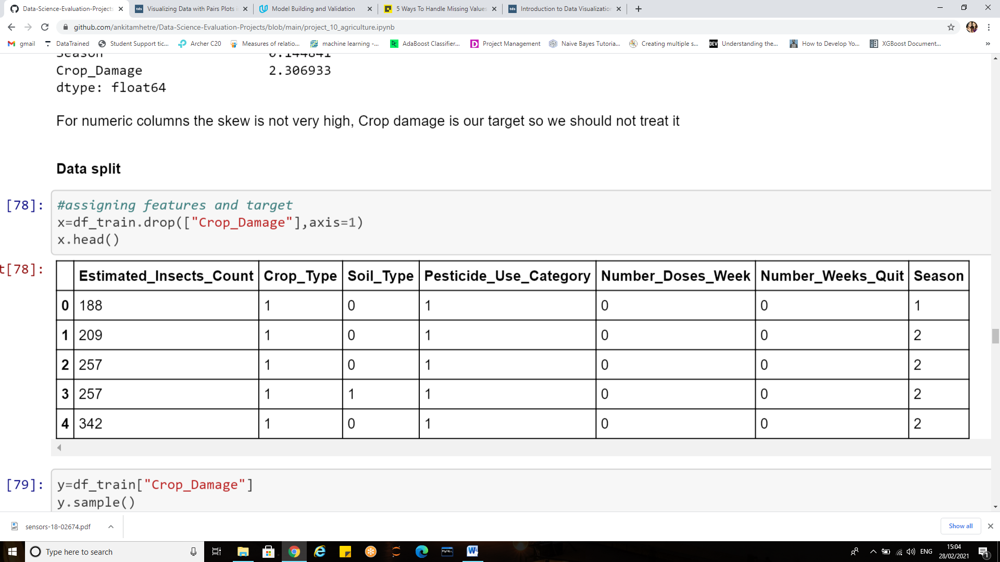 Data-Science-Evaluation-Projects
Visualizing Data with Pairs Plots i
Model Building and Validation
5 Ways To Handle Missing Values
Introduction to Data Visualization
github.com/ankitamhetre/Data-Science-Evaluation-Projects/blob/main/project_10_agriculture.ipynb
gmail
DataTrained
Student Support tic...
Archer C20
Measures of relatio...
machine learning -...
AdaBoost Classifier...
Project Management
Naive Bayes Tutoria...
Creating multiple s...
DEV Understanding the...
How to Develop Yo...
XGBoost Document...
»
Season 0.144841
Crop_Damage 2.306933
dtype: float64
For numeric columns the skew is not very high, Crop damage is our target so we should not treat it
Data split
[78]: #assigning features and target
x=df_train.drop(["Crop_Damage"],axis=1)
x.head()
t[78]:
Estimated_Insects_Count Crop_Type Soil_Type Pesticide_Use_Category Number_Doses_Week Number_Weeks_Quit Season
0 188 1 0 1 0 0 1
1 209 1 0 1 0 0 2
2 257 1 0 1 0 0 2
3 257 1 1 1 0 0 2
4 342 1 0 1 0 0 2
[79]: y=df_train["Crop_Damage"]
y.sample()
sensors-18-02674.pdf
Show all
Type here to search
ENG
15:04
28/02/2021
1